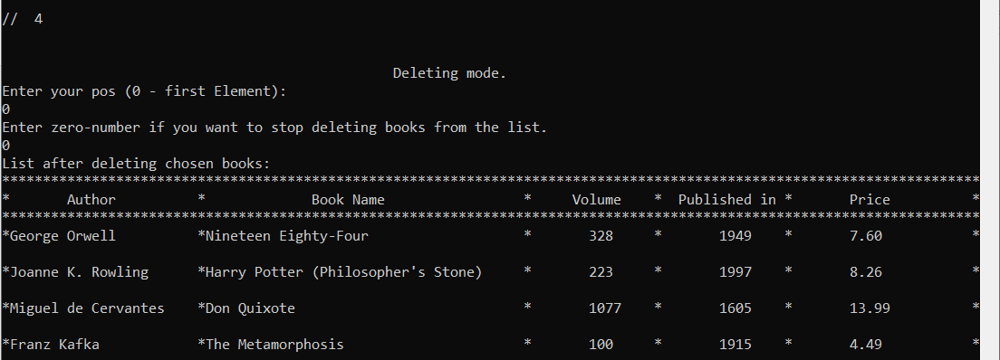 //  4
Deleting mode.
Enter your pos (0 - first Element):
0
Enter zero-number if you want to stop deleting books from the list.
0
List after deleting chosen books:
************************************************************************************************************************
*       Author          *             Book Name                 *     Volume    *  Published in *       Price          *
************************************************************************************************************************
*George Orwell          *Nineteen Eighty-Four                   *       328     *       1949    *       7.60           *
*Joanne K. Rowling      *Harry Potter (Philosopher's Stone)     *       223     *       1997    *       8.26           *
*Miguel de Cervantes    *Don Quixote                            *       1077    *       1605    *       13.99          *
*Franz Kafka            *The Metamorphosis                      *       100     *       1915    *       4.49           *